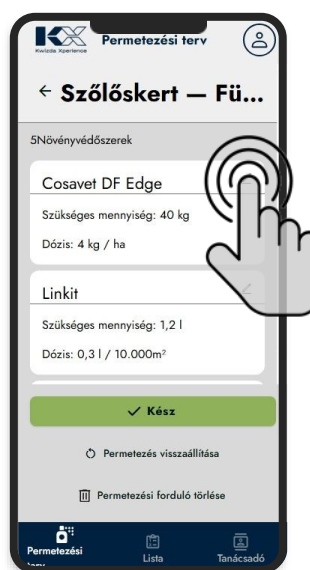 KX
Kwizda Xperience
Permetezési terv
← Szőlőskert — Fü...
5Növényvédőszerek
Cosavet DF Edge
Szükséges mennyiség: 40 kg
Dózis: 4 kg / ha
Linkit
Szükséges mennyiség: 1,2 l
Dózis: 0,3 l / 10.000m²
✓ Kész
Permetezés visszaállítása
Permetezési forduló törlése
Permetezési
terv
Lista
Tanácsadó